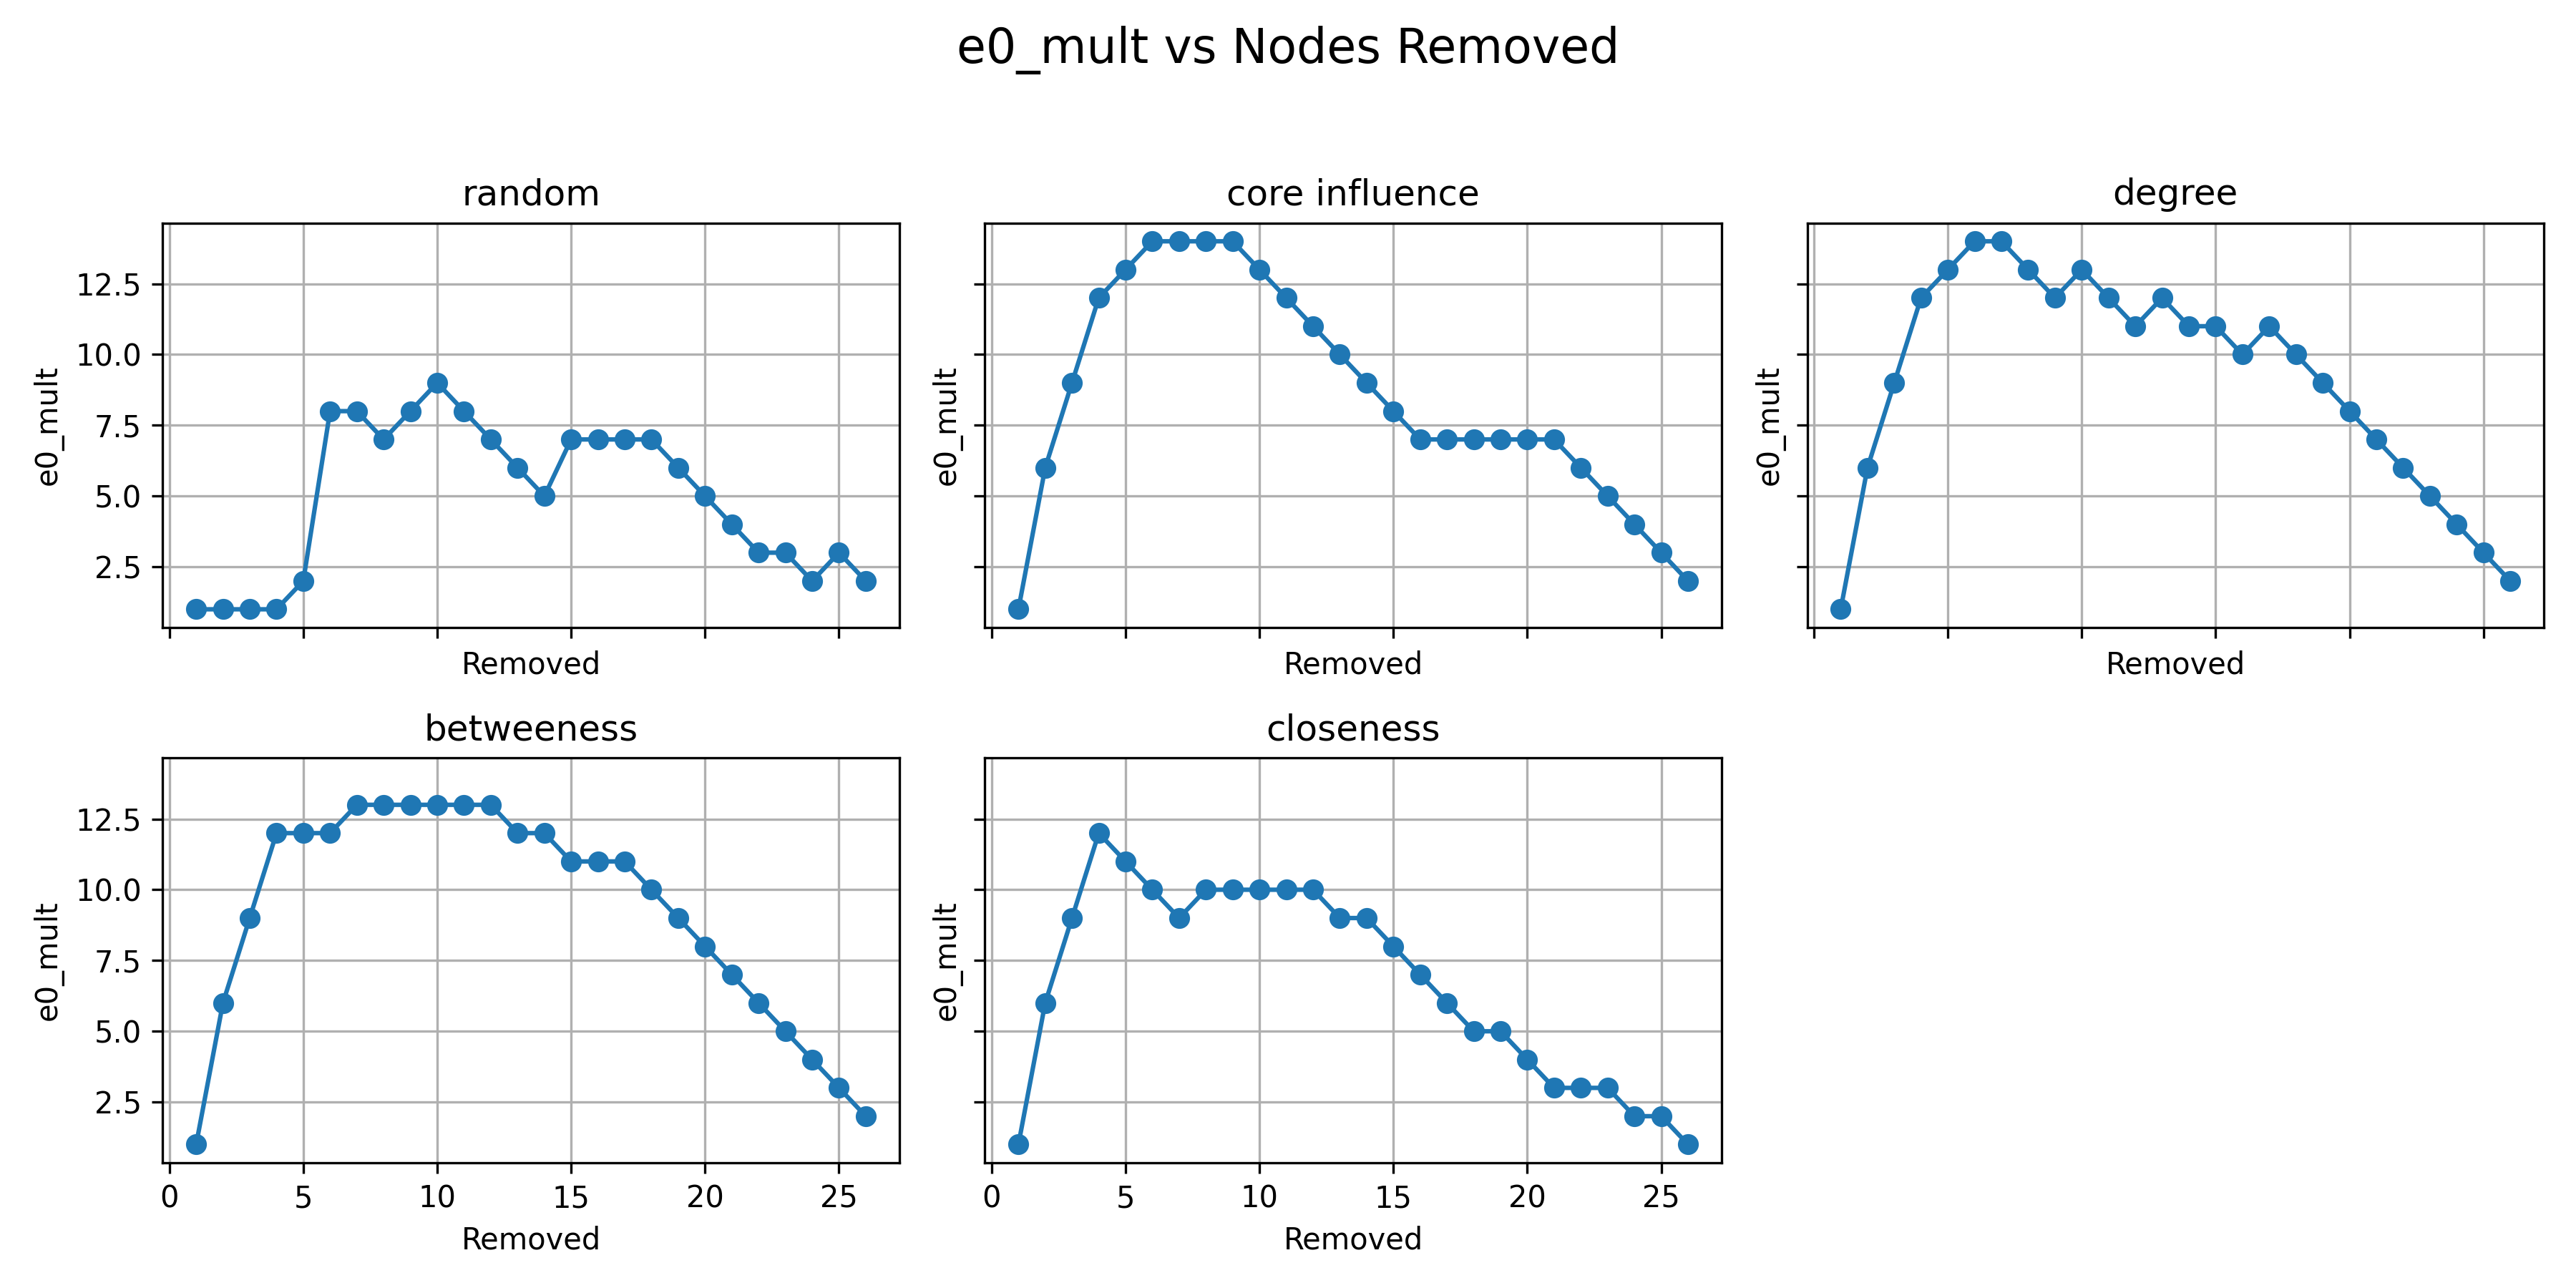 e0_mult vs Nodes Removed
random
core influence
degree
12.5
10.0
7.5
5.0
2.5
e0_mult
e0_mult
e0_mult
Removed
Removed
Removed
betweeness
closeness
12.5
10.0
7.5
5.0
2.5
e0_mult
e0_mult
0 5 10 15 20 25
0 5 10 15 20 25
Removed
Removed